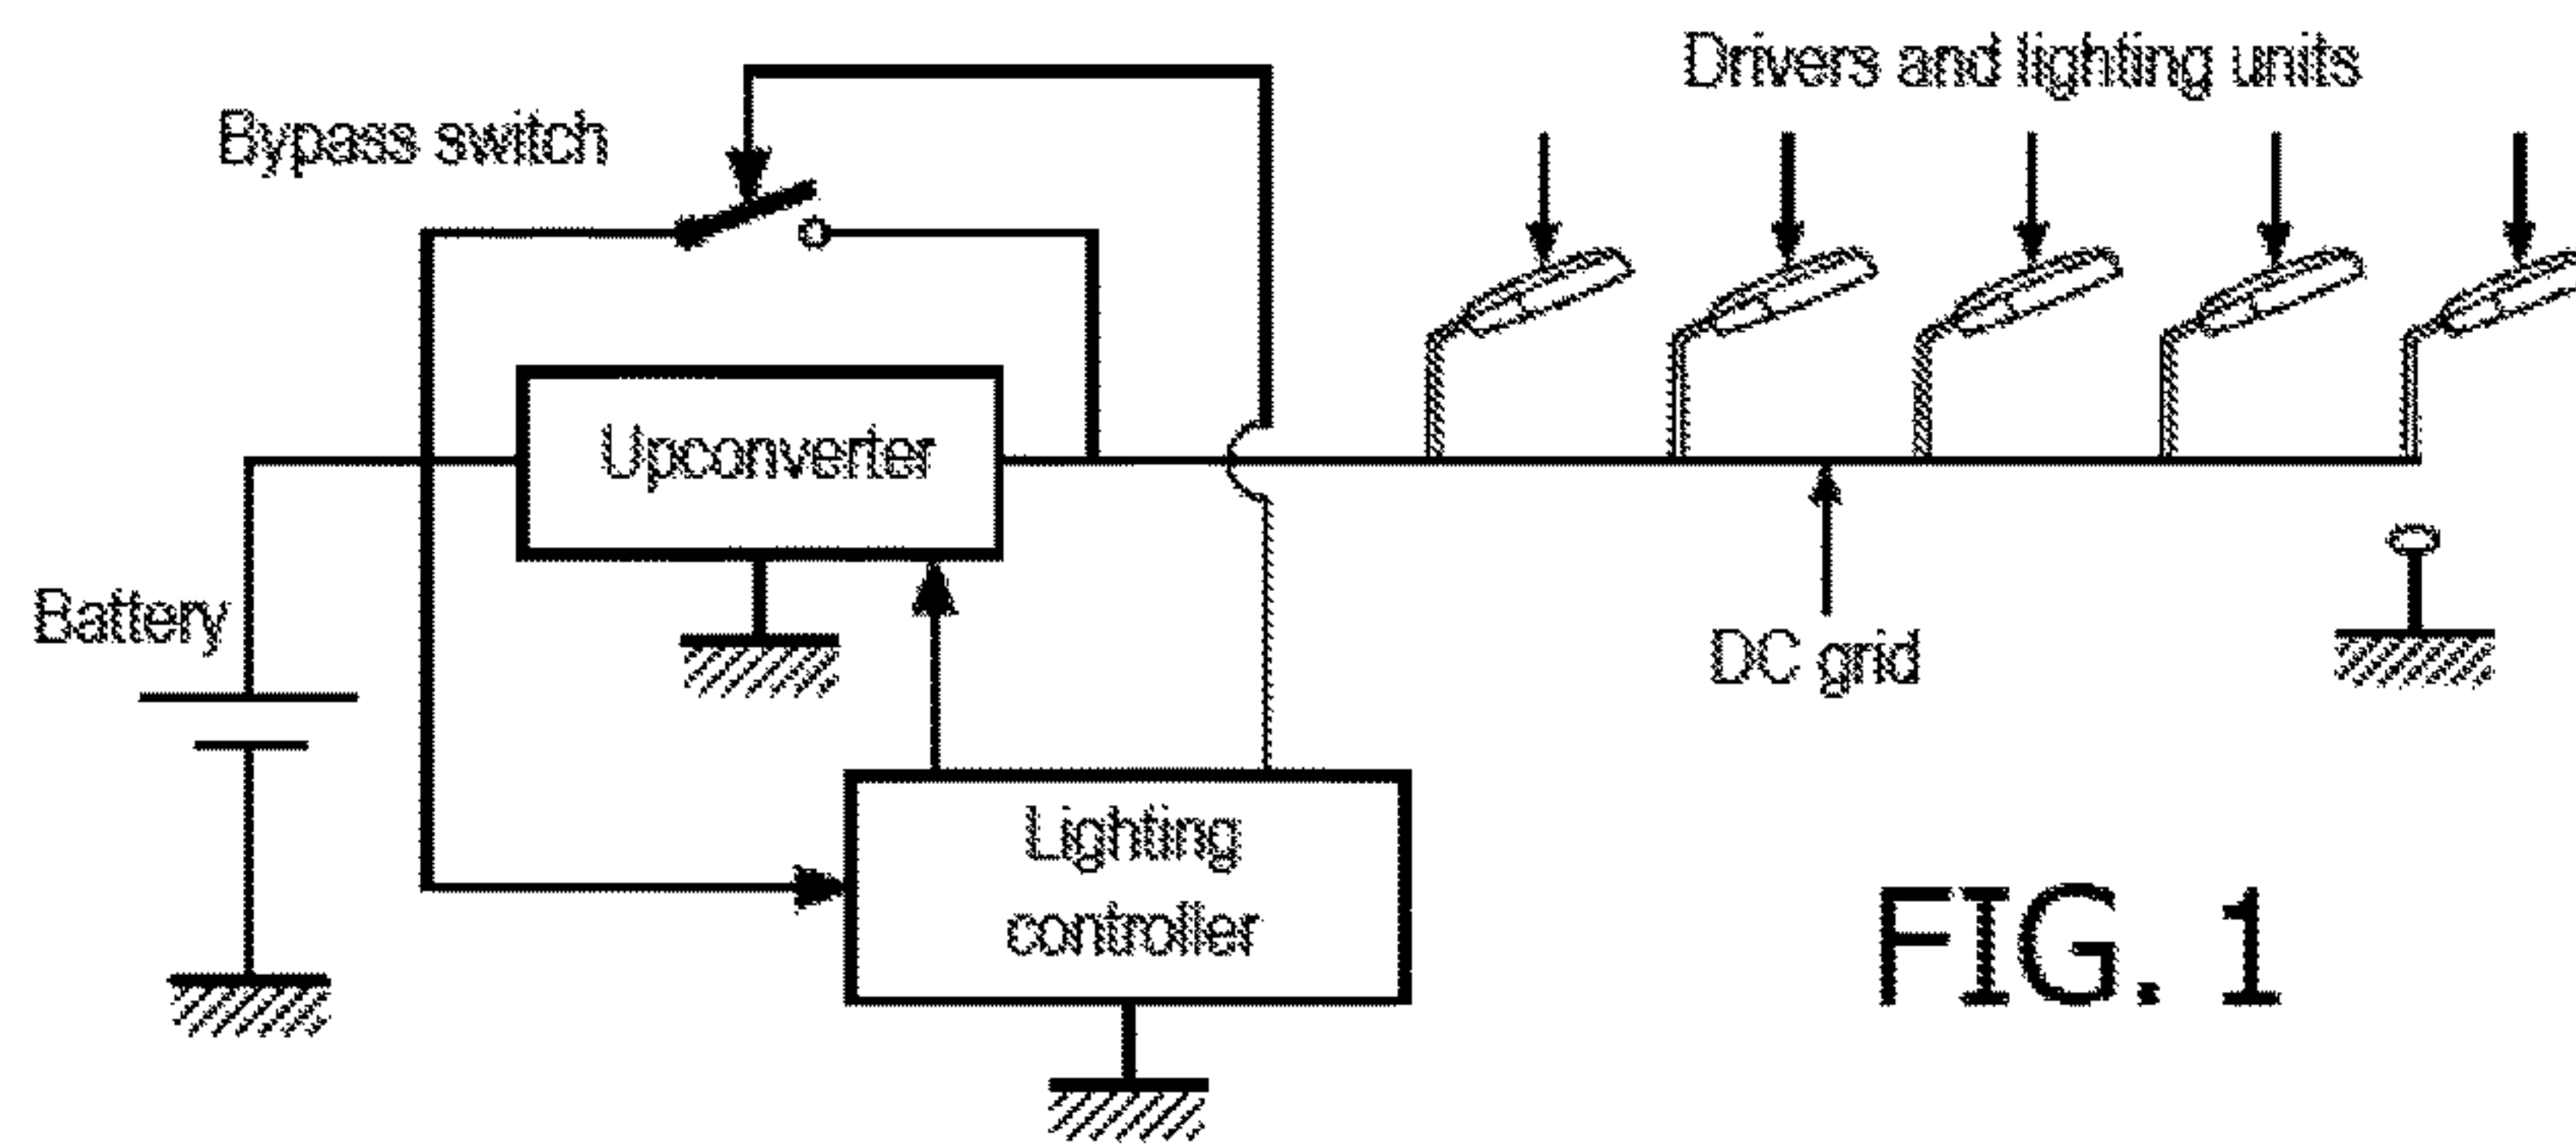 Drivers and lighting units
Bypass switch
Upconverter
Battery
DC grid
Lighting
controller
FIG. 1